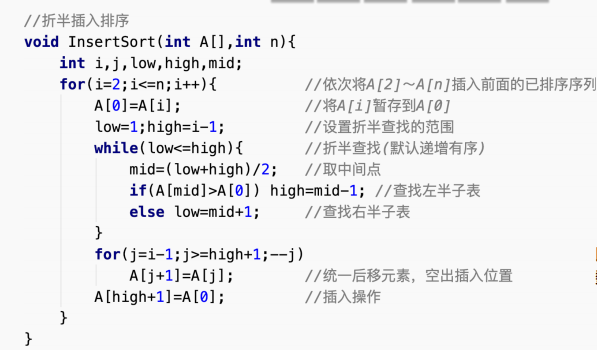 //折半插入排序
void InsertSort(int A[],int n){
    int i,j,low,high,mid;
    for(i=2;i<=n;i++){          //依次将A[2]～A[n]插入前面的已排序序列
        A[0]=A[i];              //将A[i]暂存到A[0]
        low=1;high=i-1;         //设置折半查找的范围
        while(low<=high){       //折半查找(默认递增有序)
            mid=(low+high)/2;   //取中间点
            if(A[mid]>A[0]) high=mid-1; //查找左半子表
            else low=mid+1;     //查找右半子表
        }
        for(j=i-1;j>=high+1;--j)
            A[j+1]=A[j];        //统一后移元素，空出插入位置
        A[high+1]=A[0];         //插入操作
    }
}